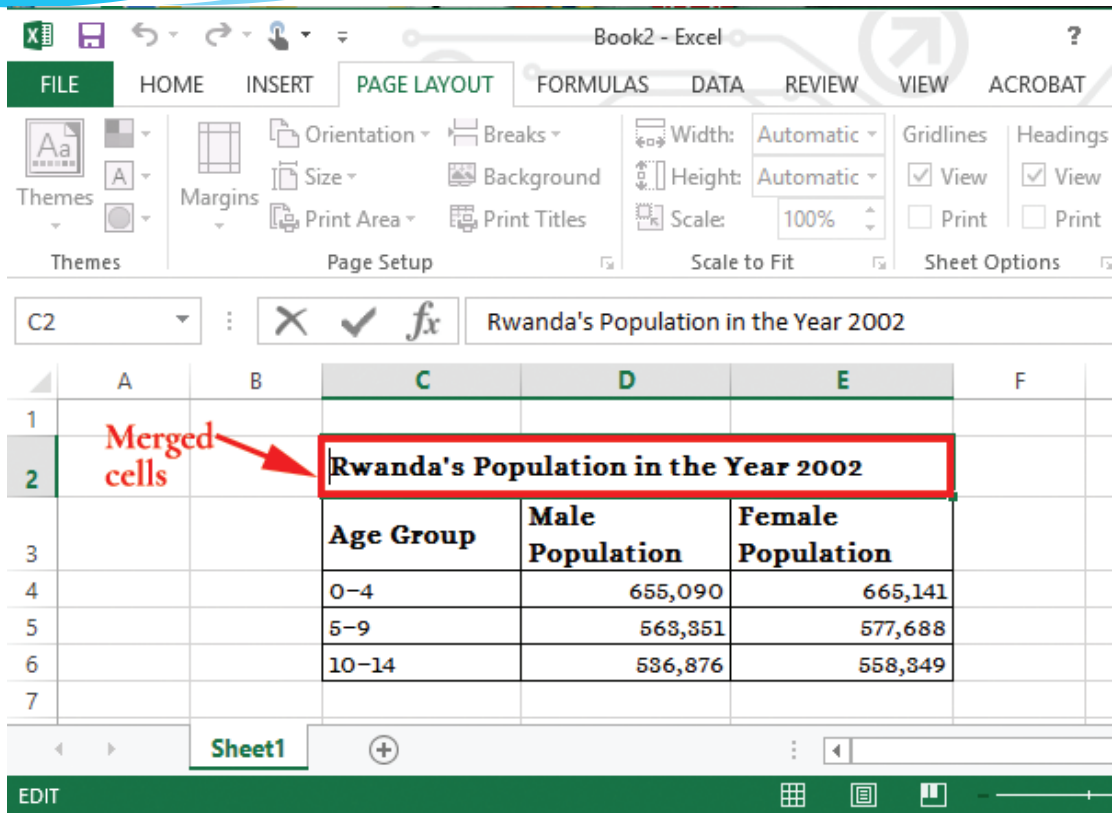 Book2 - Excel ?
FILE HOME INSERT PAGE LAYOUT FORMULAS DATA REVIEW VIEW ACROBAT
Aa Orientation Breaks Width: Automatic Gridlines Headings
A Size Background Height: Automatic View View
Themes Margins Print Area Print Titles Scale: 100% Print Print
Themes Page Setup Scale to Fit Sheet Options
C2 fx Rwanda's Population in the Year 2002
A B C D E F
1
Merged
cells
2 Rwanda's Population in the Year 2002
Male Female
3 Age Group Population Population
4 0–4 655,090 665,141
5 5–9 563,351 577,688
6 10–14 536,876 558,349
7
Sheet1
EDIT